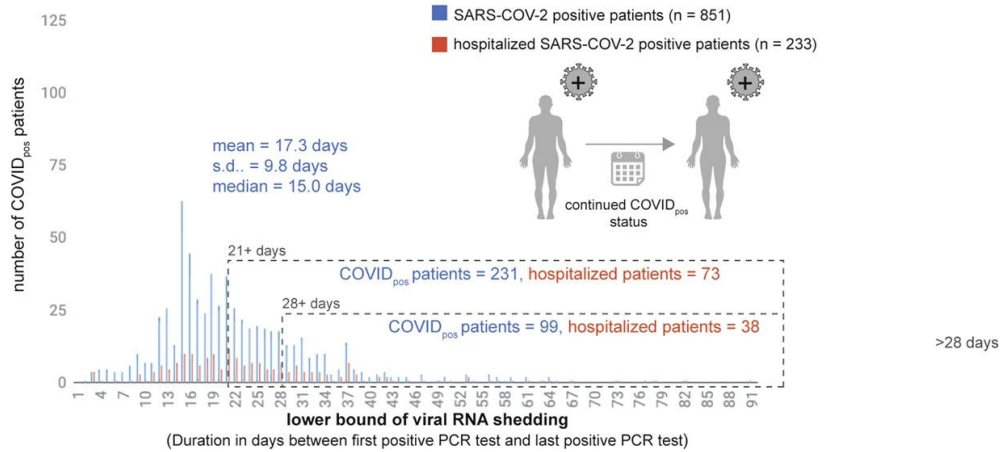 SARS-COV-2 positive patients (n = 851)
hospitalized SARS-COV-2 positive patients (n = 233)
number of COVIDpos patients
125
100
75
50
25
0
mean = 17.3 days
s.d.. = 9.8 days
median = 15.0 days
+
+
continued COVIDpos
status
21+ days
COVIDpos patients = 231, hospitalized patients = 73
28+ days
COVIDpos patients = 99, hospitalized patients = 38
>28 days
1 4 7 10 13 16 19 22 25 28 31 34 37 40 43 46 49 52 55 58 61 64 67 70 73 76 79 82 85 88 91
lower bound of viral RNA shedding
(Duration in days between first positive PCR test and last positive PCR test)